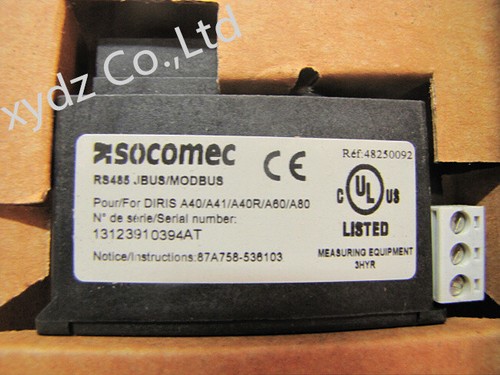 xydz Co.,Ltd
socomec
CE
Réf:48250092
RS485 JBUS/MODBUS
Pour/For DIRIS A40/A41/A40R/A60/A80
N° de série/Serial number:
13123910394AT
Notice/Instructions:87A758-536103
C UL US
LISTED
MEASURING EQUIPMENT
3HYR